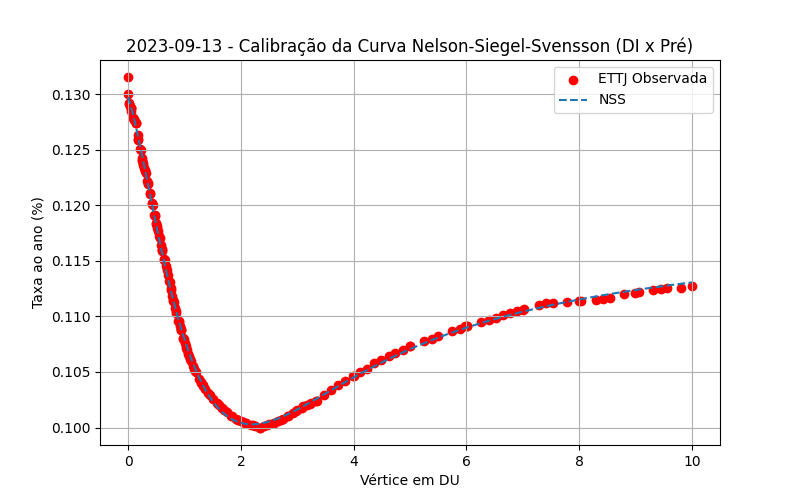 2023-09-13 - Calibração da Curva Nelson-Siegel-Svensson (DI x Pré)
ETTJ Observada
NSS
Taxa ao ano (%)
0.130
0.125
0.120
0.115
0.110
0.105
0.100
0
2
4
6
8
10
Vértice em DU